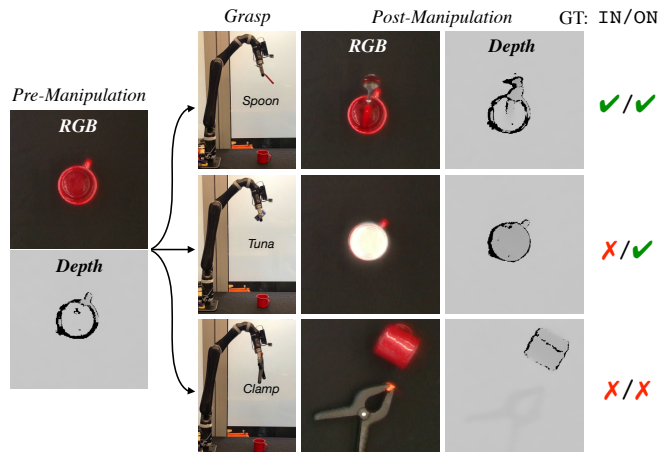 Grasp
Post-Manipulation
GT: IN/ON
Pre-Manipulation
RGB
Depth
RGB
Depth
Spoon
✔/✔
Tuna
✗/✔
Clamp
✗/✗